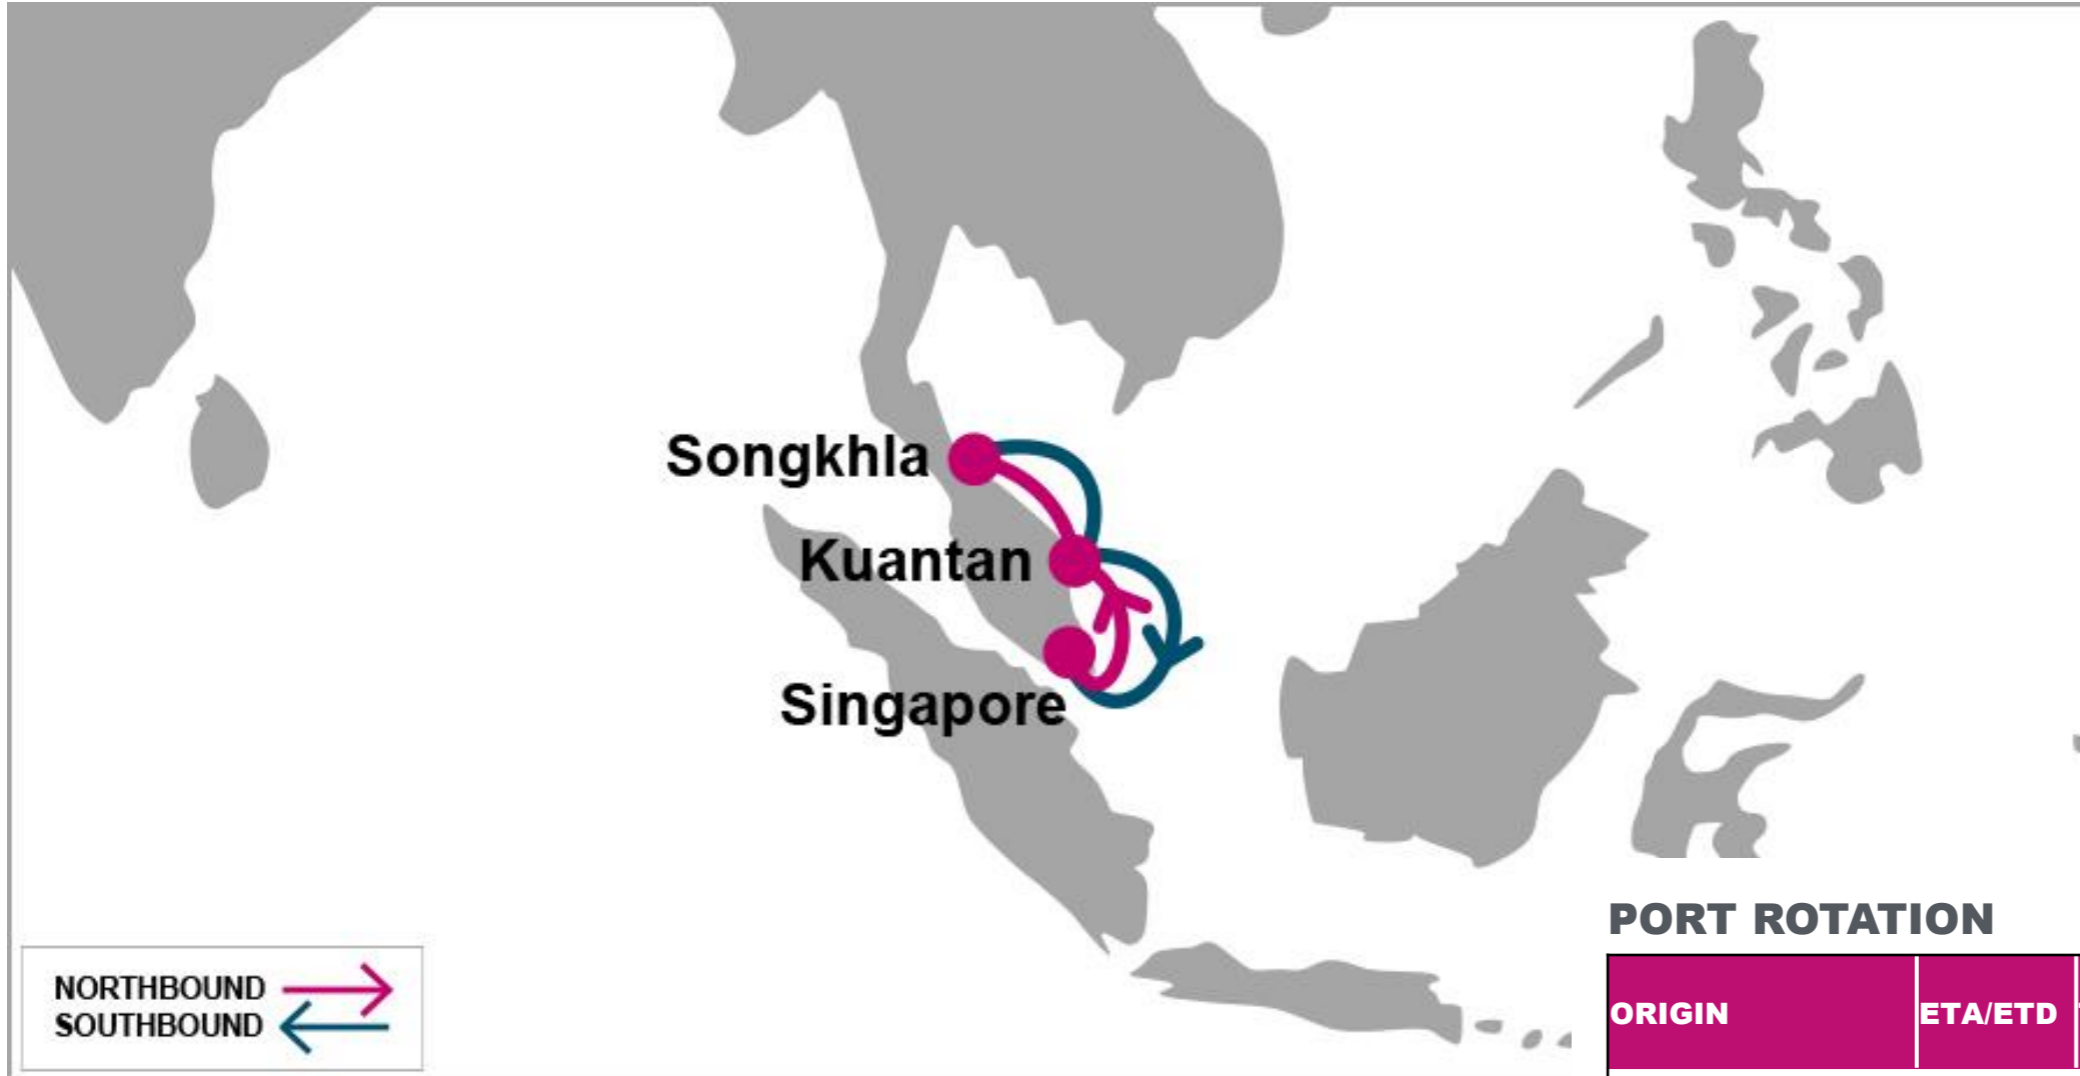 Songkhla
Kuantan
Singapore
NORTHBOUND
SOUTHBOUND
PORT ROTATION
ORIGIN ETA/ETD